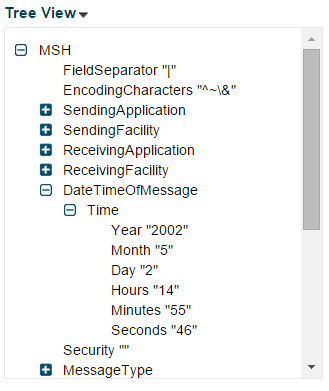 Tree View
MSH
FieldSeparator "|"
EncodingCharacters "^~\&"
SendingApplication
SendingFacility
ReceivingApplication
ReceivingFacility
DateTimeOfMessage
Time
Year "2002"
Month "5"
Day "2"
Hours "14"
Minutes "55"
Seconds "46"
Security ""
MessageType